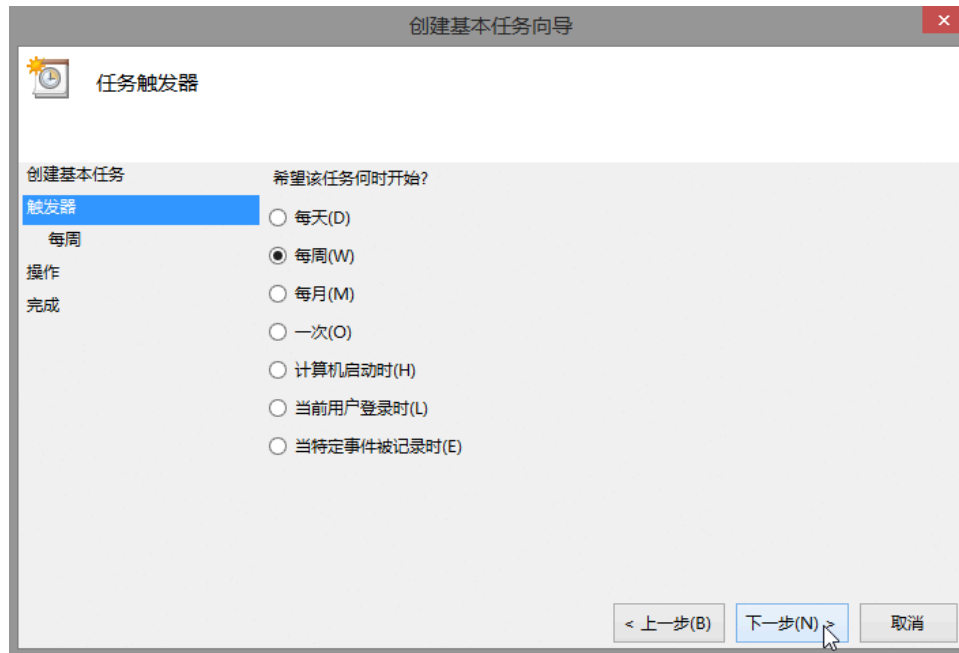 创建基本任务向导
任务触发器
创建基本任务
触发器
每周
操作
完成
希望该任务何时开始?
每天(D)
每周(W)
每月(M)
一次(O)
计算机启动时(H)
当前用户登录时(L)
当特定事件被记录时(E)
< 上一步(B) 下一步(N) > 取消